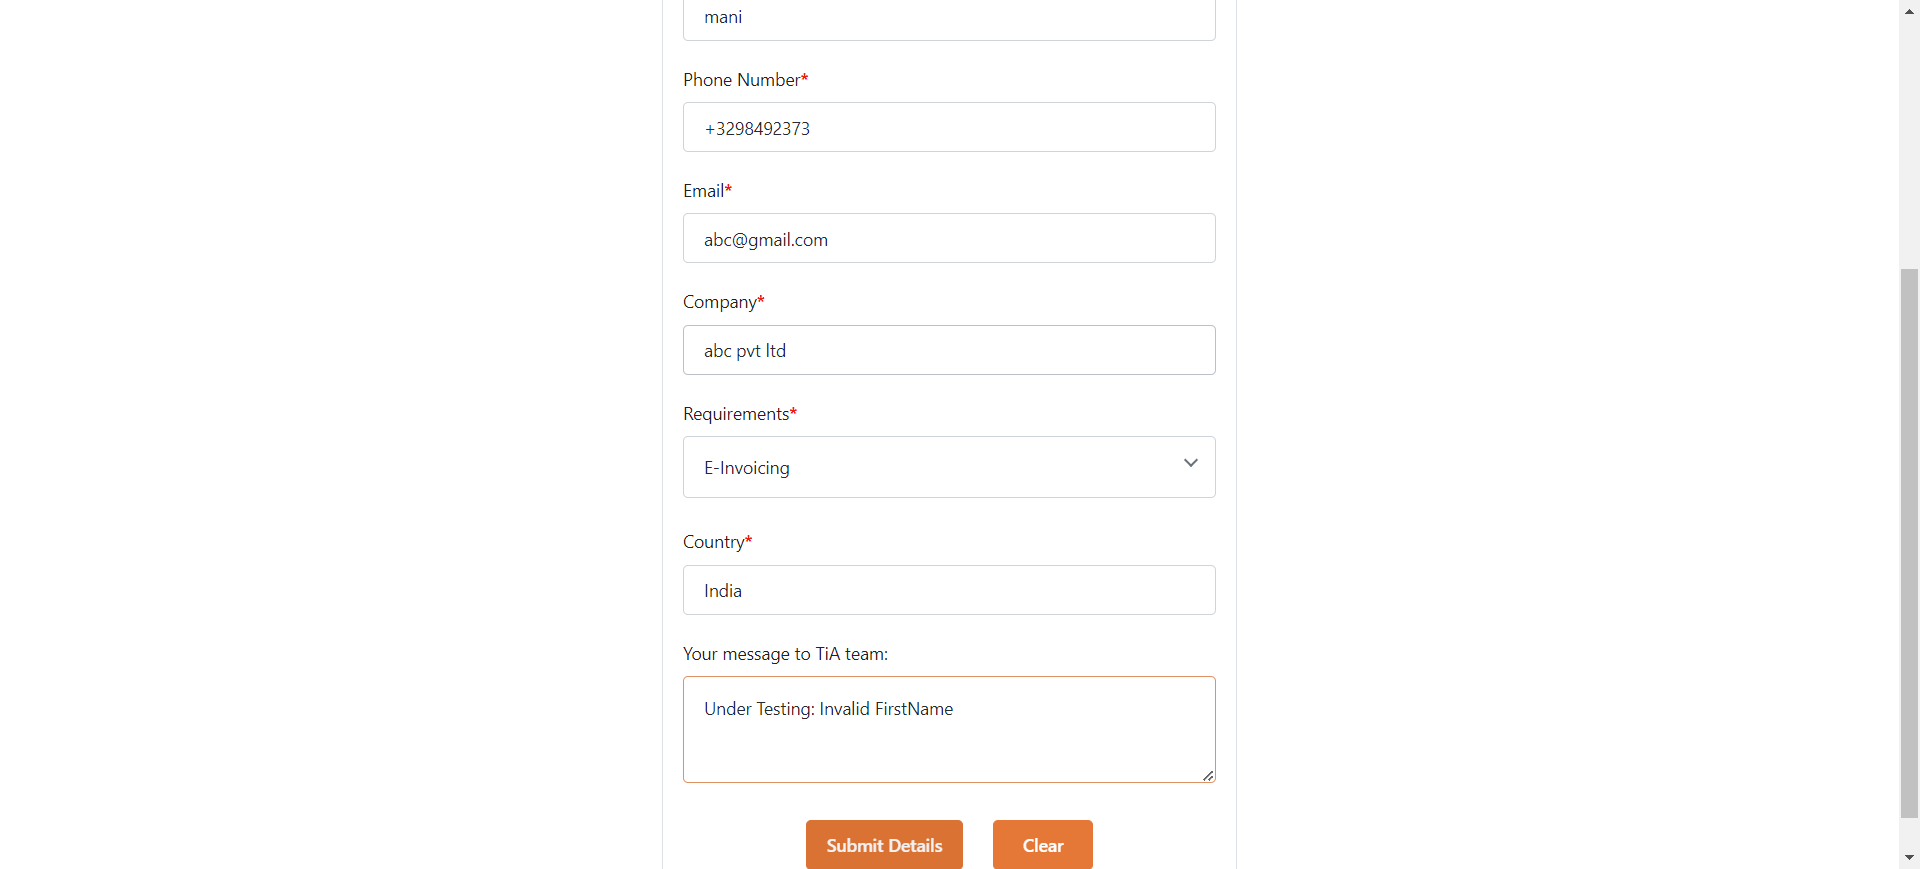 mani
Phone Number*
+3298492373
Email*
abc@gmail.com
Company*
abc pvt ltd
Requirements*
E-Invoicing
Country*
India
Your message to TiA team:
Under Testing: Invalid FirstName
Submit Details
Clear